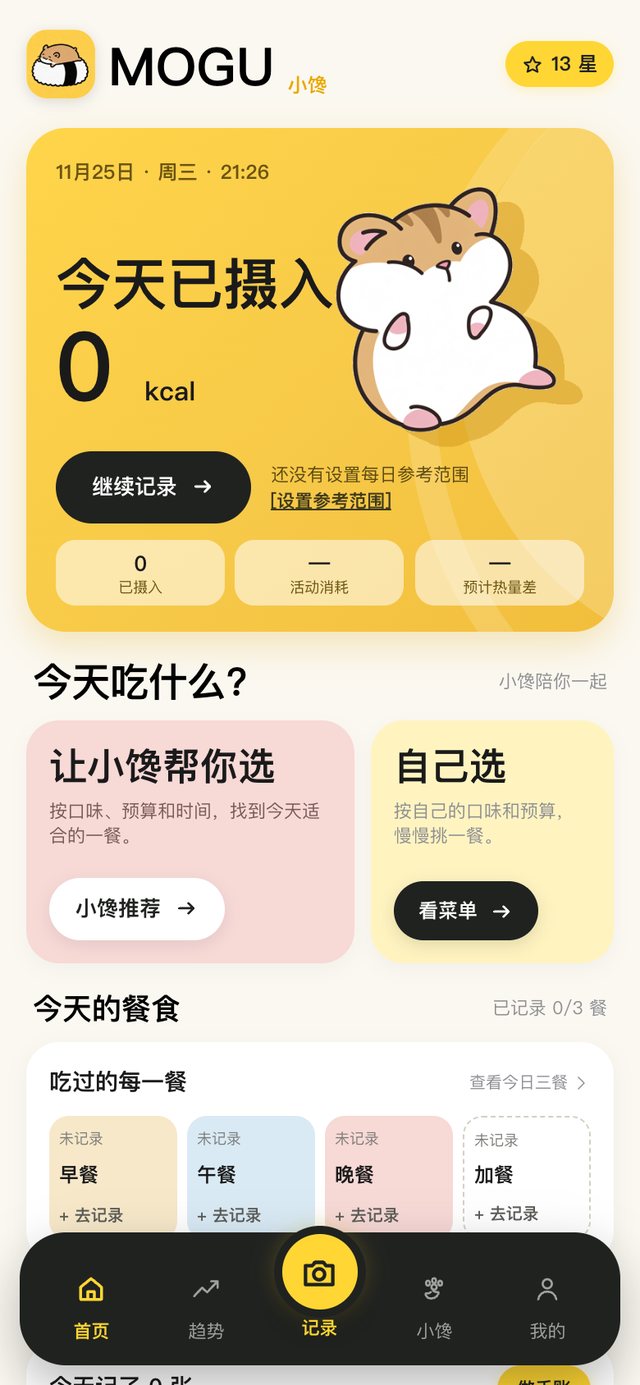 MOGU 小馋
13 星
11月25日 · 周三 · 21:26
今天已摄入
0 kcal
继续记录 →
还没有设置每日参考范围
[设置参考范围]
0
已摄入
—
活动消耗
—
预计热量差
今天吃什么?
小馋陪你一起
让小馋帮你选
按口味、预算和时间，找到今天适
合的一餐。
小馋推荐 →
自己选
按自己的口味和预算，
慢慢挑一餐。
看菜单 →
今天的餐食
已记录 0/3 餐
吃过的每一餐
查看今日三餐 >
未记录
早餐
+ 去记录
未记录
午餐
+ 去记录
未记录
晚餐
+ 去记录
未记录
加餐
+ 去记录
首页
趋势
记录
小馋
我的